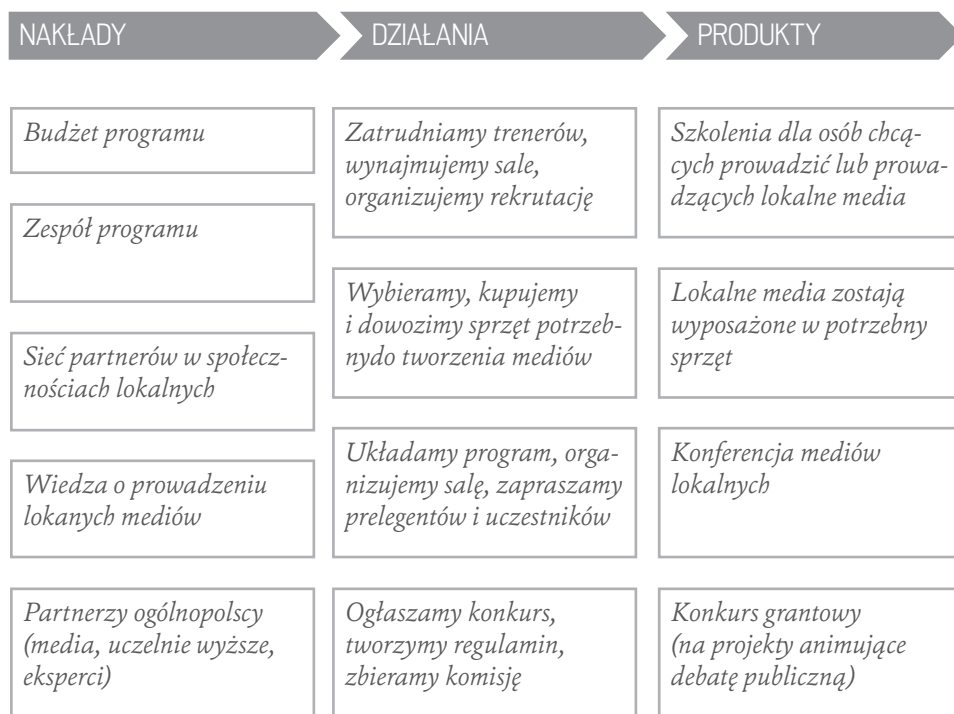 NAKŁADY
DZIAŁANIA
PRODUKTY
Budżet programu
Zespół programu
Sieć partnerów w społecz-
nościach lokalnych
Wiedza o prowadzeniu
lokanych mediów
Partnerzy ogólnopolscy
(media, uczelnie wyższe,
eksperci)
Zatrudniamy trenerów,
wynajmujemy sale,
organizujemy rekrutację
Wybieramy, kupujemy
i dowozimy sprzęt potrzeb-
nydo tworzenia mediów
Układamy program, orga-
nizujemy salę, zapraszamy
prelegentów i uczestników
Ogłaszamy konkurs,
tworzymy regulamin,
zbieramy komisję
Szkolenia dla osób chcą-
cych prowadzić lub prowa-
dzących lokalne media
Lokalne media zostają
wyposażone w potrzebny
sprzęt
Konferencja mediów
lokalnych
Konkurs grantowy
(na projekty animujące
debatę publiczną)